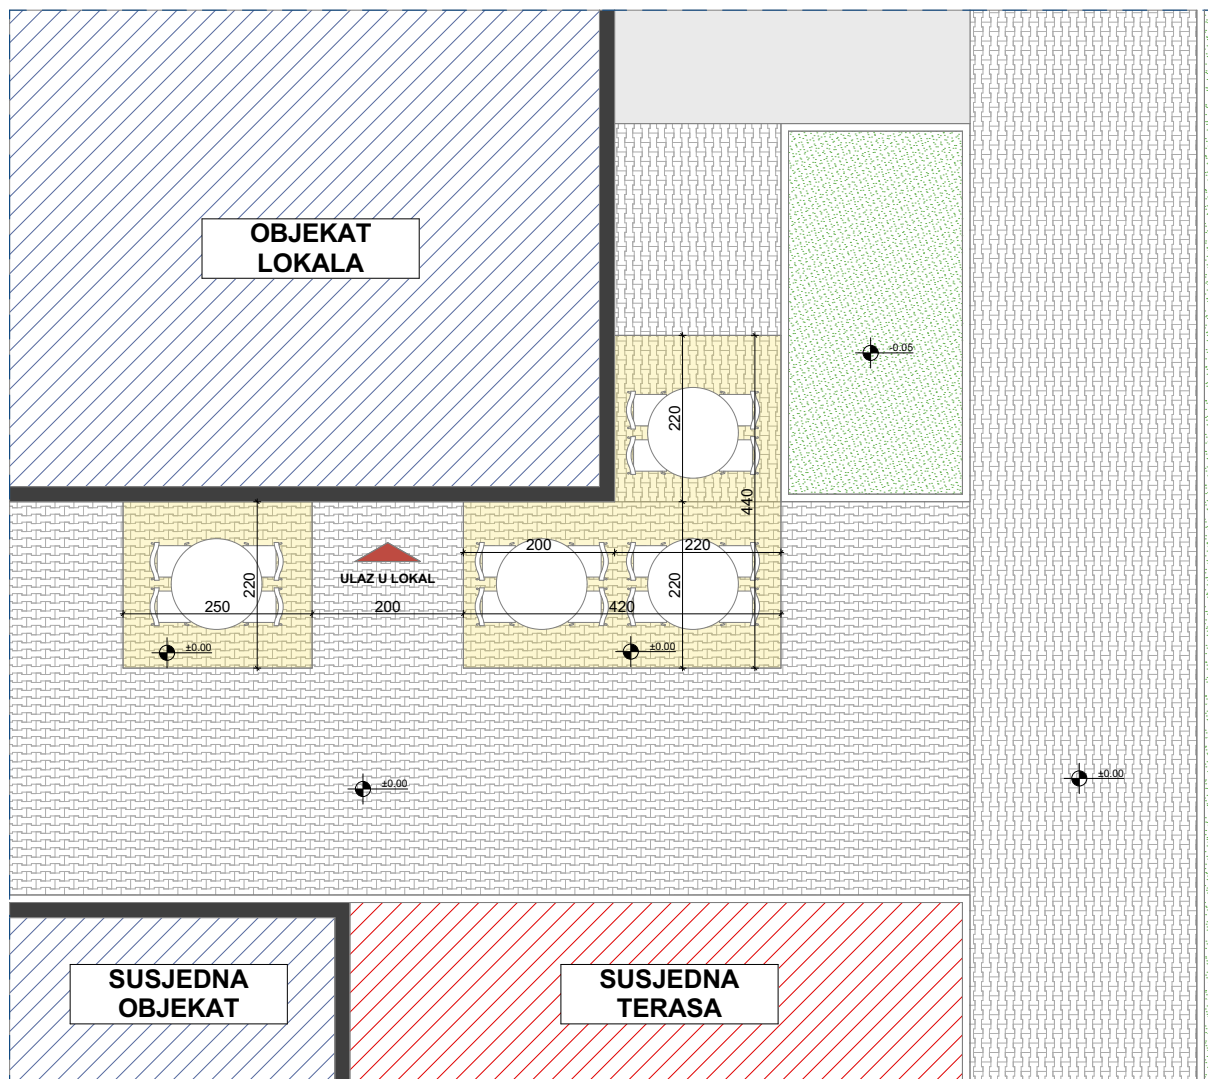 OBJEKAT
LOKALA
-0.05
220
440
200
220
ULAZ U LOKAL
220
220
250
200
420
±0.00
±0.00
±0.00
±0.00
SUSJEDNA
OBJEKAT
SUSJEDNA
TERASA